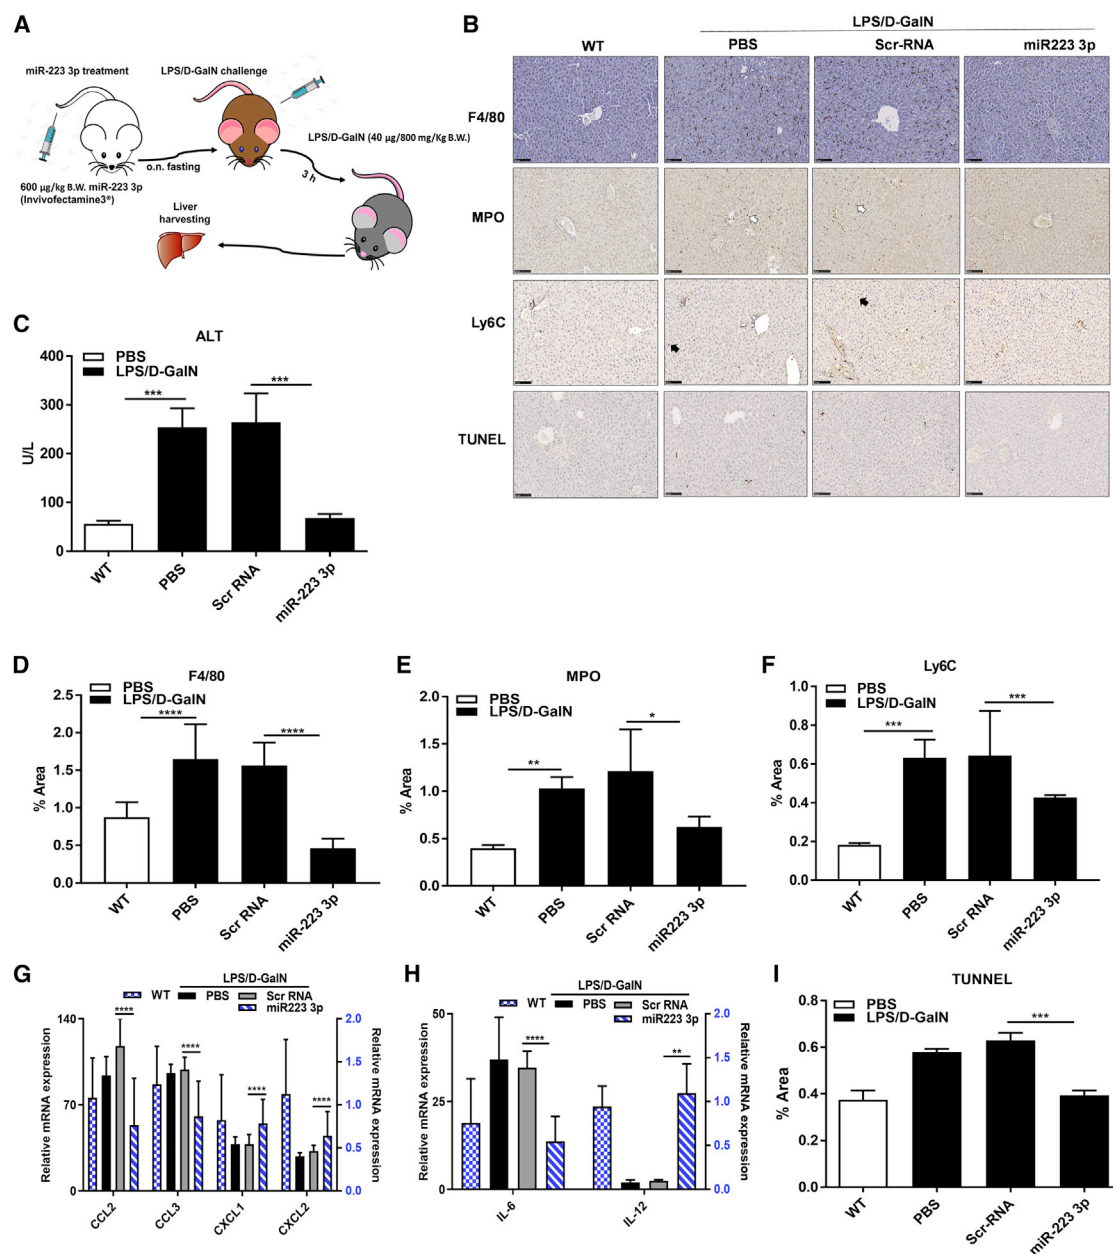 A
miR-223 3p treatment
LPS/D-GalN challenge
LPS/D-GalN (40 µg/800 mg/Kg B.W.)
o.n. fasting
3 h
600 µg/kg B.W. miR-223 3p
(Invivofectamine3®)
Liver
harvesting
B
LPS/D-GalN
WT PBS Scr-RNA miR223 3p
F4/80
MPO
Ly6C
TUNEL
C
ALT
PBS
LPS/D-GalN
***
***
U/L
400
300
200
100
0
WT PBS Scr RNA miR-223 3p
D
F4/80
PBS
LPS/D-GalN
****
****
% Area
2.5
2.0
1.5
1.0
0.5
0.0
WT PBS Scr RNA miR-223 3p
E
MPO
PBS
LPS/D-GalN
**
*
% Area
2.0
1.5
1.0
0.5
0.0
WT PBS Scr RNA miR223 3p
F
Ly6C
PBS
LPS/D-GalN
***
***
% Area
1.0
0.8
0.6
0.4
0.2
0.0
WT PBS Scr RNA miR-223 3p
G
LPS/D-GalN
WT PBS Scr RNA
miR223 3p
**** **** **** ****
Relative mRNA expression
140
70
0
2.0
1.5
1.0
0.5
0.0
Relative mRNA expression
CCL2 CCL3 CXCL1 CXCL2
H
LPS/D-GalN
WT PBS Scr RNA
miR223 3p
**** **
Relative mRNA expression
50
25
0
2.0
1.5
1.0
0.5
0.0
Relative mRNA expression
IL-6 IL-12
I
TUNNEL
PBS
LPS/D-GalN
***
% Area
0.8
0.6
0.4
0.2
0.0
WT PBS Scr-RNA miR-223 3p